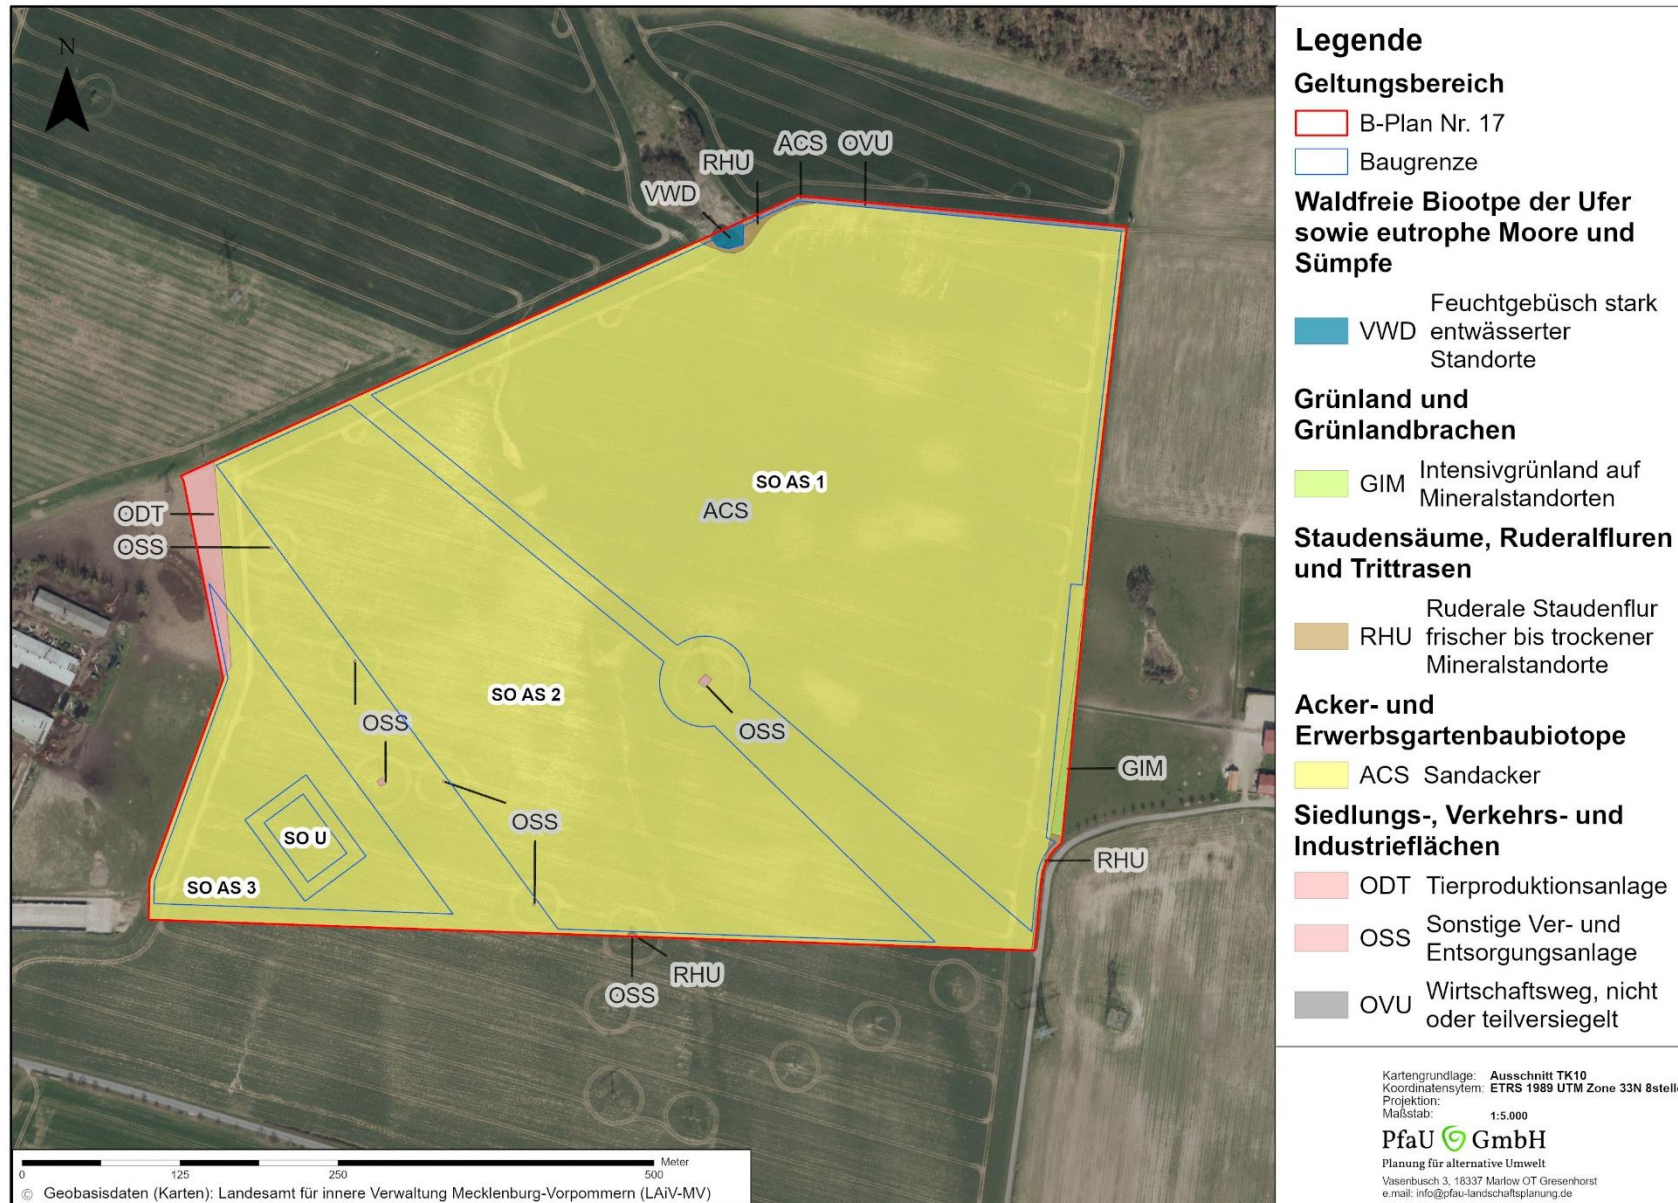 N
ACS
OVU
RHU
VWD
SO AS 1
ACS
ODT
OSS
SO AS 2
OSS
OSS
GIM
OSS
SO U
RHU
SO AS 3
RHU
OSS
Meter
0 125 250 500
© Geobasisdaten (Karten): Landesamt für innere Verwaltung Mecklenburg-Vorpommern (LAiV-MV)
Legende
Geltungsbereich
B-Plan Nr. 17
Baugrenze
Waldfreie Biootpe der Ufer
sowie eutrophe Moore und
Sümpfe
VWD Feuchtgebüsch stark
entwässerter
Standorte
Grünland und
Grünlandbrachen
GIM Intensivgrünland auf
Mineralstandorten
Staudensäume, Ruderalfluren
und Trittrasen
RHU Ruderale Staudenflur
frischer bis trockener
Mineralstandorte
Acker- und
Erwerbsgartenbaubiotope
ACS Sandacker
Siedlungs-, Verkehrs- und
Industrieflächen
ODT Tierproduktionsanlage
OSS Sonstige Ver- und
Entsorgungsanlage
OVU Wirtschaftsweg, nicht
oder teilversiegelt
Kartengrundlage: Ausschnitt TK10
Koordinatensytem: ETRS 1989 UTM Zone 33N 8stell
Projektion:
Maßstab: 1:5.000
PfaU GmbH
Planung für alternative Umwelt
Vasenbusch 3, 18337 Marlow OT Gresenhorst
e.mail: info@pfau-landschaftsplanung.de